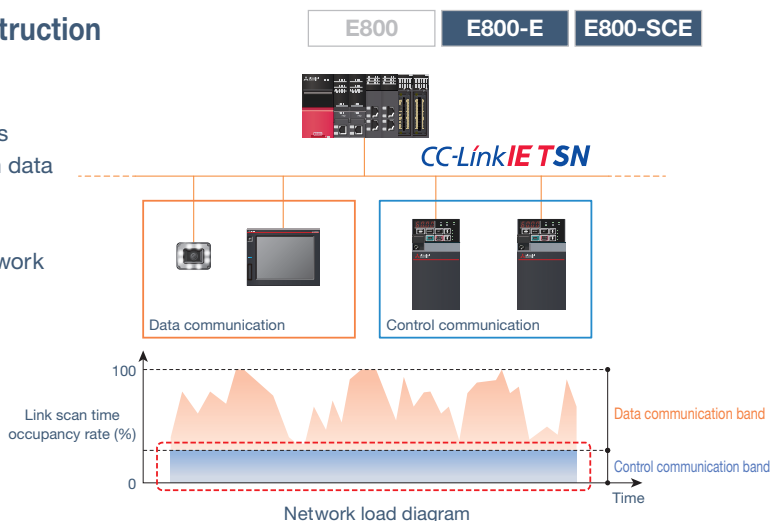 truction
E800
E800-E
E800-SCE
s
data
work
CC-Link IE TSN
Data communication
Control communication
100
Link scan time
occupancy rate (%)
0
Data communication band
Control communication band
Time
Network load diagram